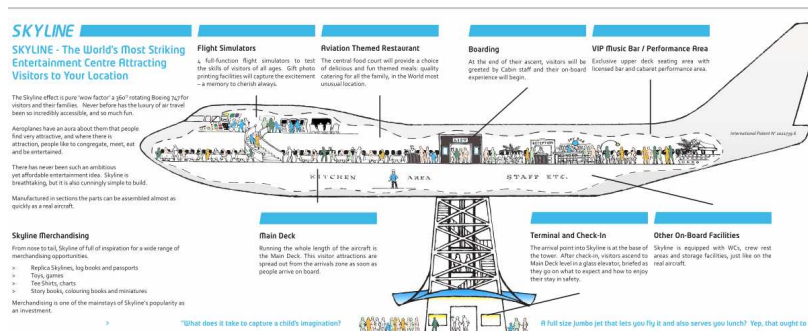 SKYLINE
SKYLINE - The World's Most Striking
Entertainment Centre Attracting
Visitors to Your Location
The Skyline effect is pure 'wow factor' a 360° rotating Boeing 747 for
visitors and their families. Never before has the luxury of air travel
been so incredibly accessible, and so much fun.
Aeroplanes have an aora about them that people
find very attractive, and where there is
attraction, people like to congregate, meet, eat
and be entertained.
There has never been such an ambitious
yet affordable entertainment idea. Skyline is
breathtaking, but it is also cunningly simple to build.
Manufactured in sections the parts can be assembled almost as
quickly as a real aircraft.
Skyline Merchandising
From nose to tail, Skyline of full of inspiration for a wide range of
merchandising opportunities.
> Replica Skylines, log books and passports
> Toys, games
> Tee Shirts, charts
> Story books, colouring books and miniatures
Merchandising is one of the mainstays of Skyline's popularity as
an investment.
Flight Simulators
4 full-function flight simulators to test
the skills of visitors of all ages. Gift photo
printing facilities will capture the excitement
– a memory to cherish always.
Aviation Themed Restaurant
The central food court will provide a choice
of delicious and fun themed meals: quality
catering for all the family, in the World most
unusual location.
Boarding
At the end of their ascent, visitors will be
greeted by Cabin staff and their on-board
experience will begin.
VIP Music Bar / Performance Area
Exclusive upper deck seating area with
licensed bar and cabaret performance area.
KITCHEN AREA STAFF ETC.
Main Deck
Running the whole length of the aircraft is
the Main Deck. This visitor attractions are
spread out from the arrivals zone as soon as
people arrive on board.
Terminal and Check-In
The arrival point into Skyline is at the base of
the tower. After check-in, visitors ascend to
Main Deck level in a glass elevator, briefed as
they go on what to expect and how to enjoy
their stay in safety.
Other On-Board Facilities
Skyline is equipped with WCs, crew rest
areas and storage facilities, just like on the
real aircraft.
> "What does it take to capture a child's imagination?
A full size jumbo jet that lets you fly it and also serves you lunch? Yep, that ought to